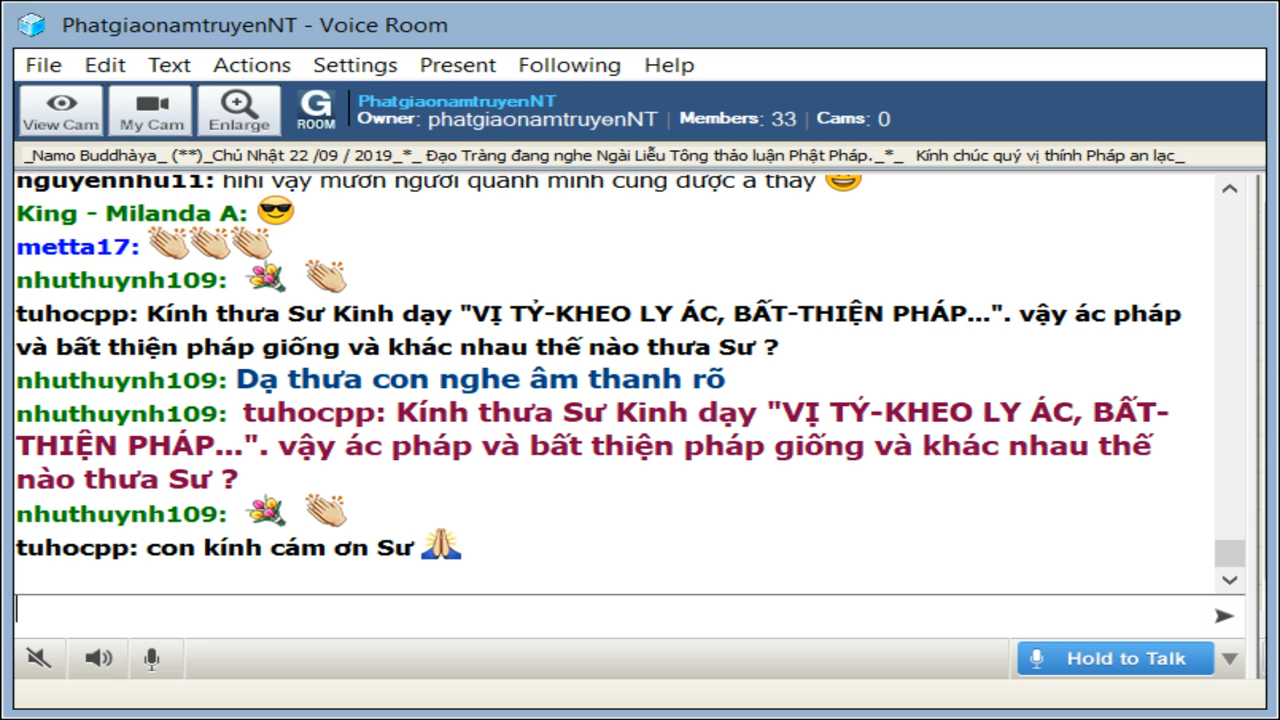 PhatgiaonamtruyenNT - Voice Room
File Edit Text Actions Settings Present Following Help
View Cam My Cam Enlarge G ROOM PhatgiaonamtruyenNT
Owner: phatgiaonamtruyenNT | Members: 33 | Cams: 0
_Namo Buddhàya_ (**)_Chủ Nhật 22 /09 / 2019_*_ Đạo Tràng đang nghe Ngài Liễu Tông thảo luận Phật Pháp._*_ Kính chúc quý vị thính Pháp an lạc_
nguyennhu11: hihi vậy mườn người quanh mình cũng được ạ thầy
King - Milanda A:
metta17:
nhuthuynh109:
tuhocpp: Kính thưa Sư Kinh dạy "VỊ TỶ-KHEO LY ÁC, BẤT-THIỆN PHÁP...". vậy ác pháp
và bất thiện pháp giống và khác nhau thế nào thưa Sư ?
nhuthuynh109: Dạ thưa con nghe âm thanh rõ
nhuthuynh109: tuhocpp: Kính thưa Sư Kinh dạy "VỊ TỶ-KHEO LY ÁC, BẤT-
THIỆN PHÁP...". vậy ác pháp và bất thiện pháp giống và khác nhau thế
nào thưa Sư ?
nhuthuynh109:
tuhocpp: con kính cám ơn Sư
Hold to Talk